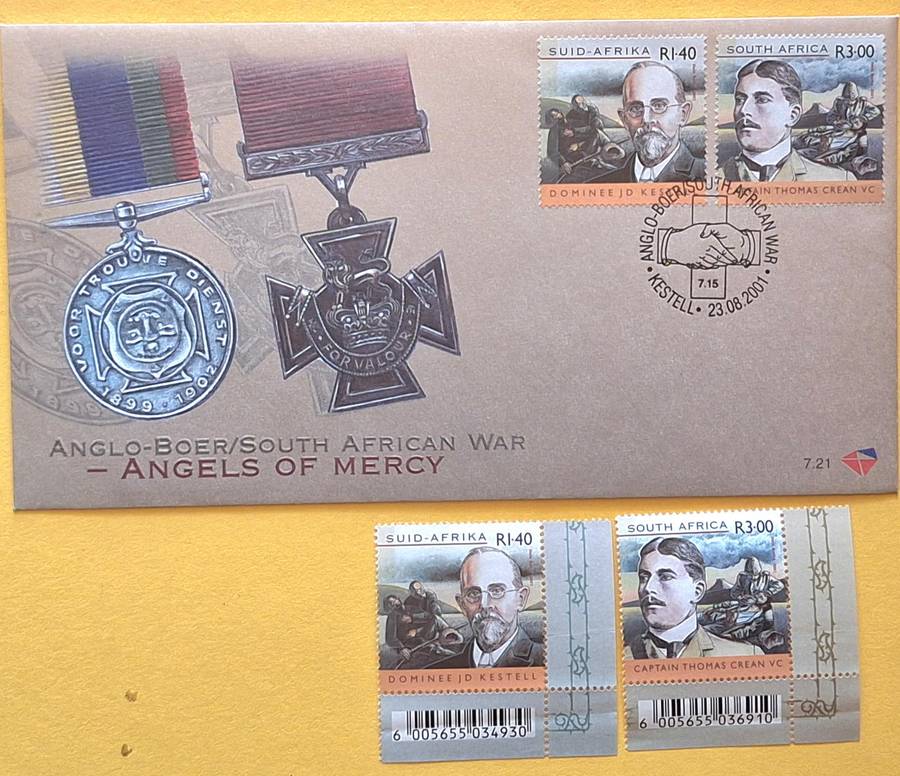 SUID-AFRIKA R1·40
DOMINEE JD KESTELL
SOUTH AFRICA R3·00
CAPTAIN THOMAS CREAN VC
ANGLO-BOER/SOUTH AFRICAN WAR
7.15
• KESTELL • 23.08.2001 •
VOOR TROUWE DIENST
1899 - 1902
FOR VALOUR
ANGLO-BOER/SOUTH AFRICAN WAR
– ANGELS OF MERCY
7.21
SUID-AFRIKA R1·40
DOMINEE JD KESTELL
6 005655 034930
SOUTH AFRICA R3·00
CAPTAIN THOMAS CREAN VC
6 005655 036910